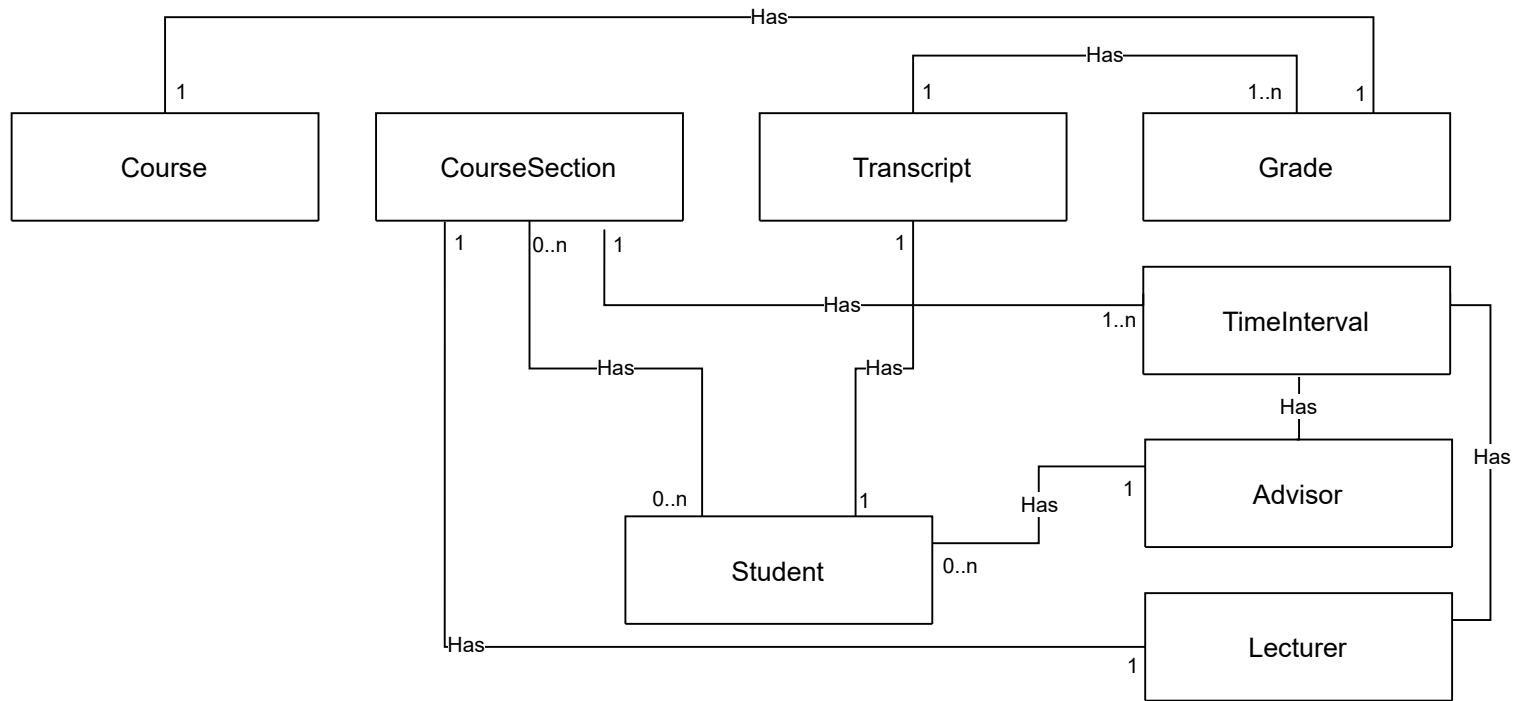 Has
Has
1
1
1..n
1
Course
CourseSection
Transcript
Grade
1
0..n
1
1
Has
1..n
TimeInterval
Has
Has
Has
Has
Has
1
Advisor
0..n
1
Has
0..n
Student
Has
1
Lecturer